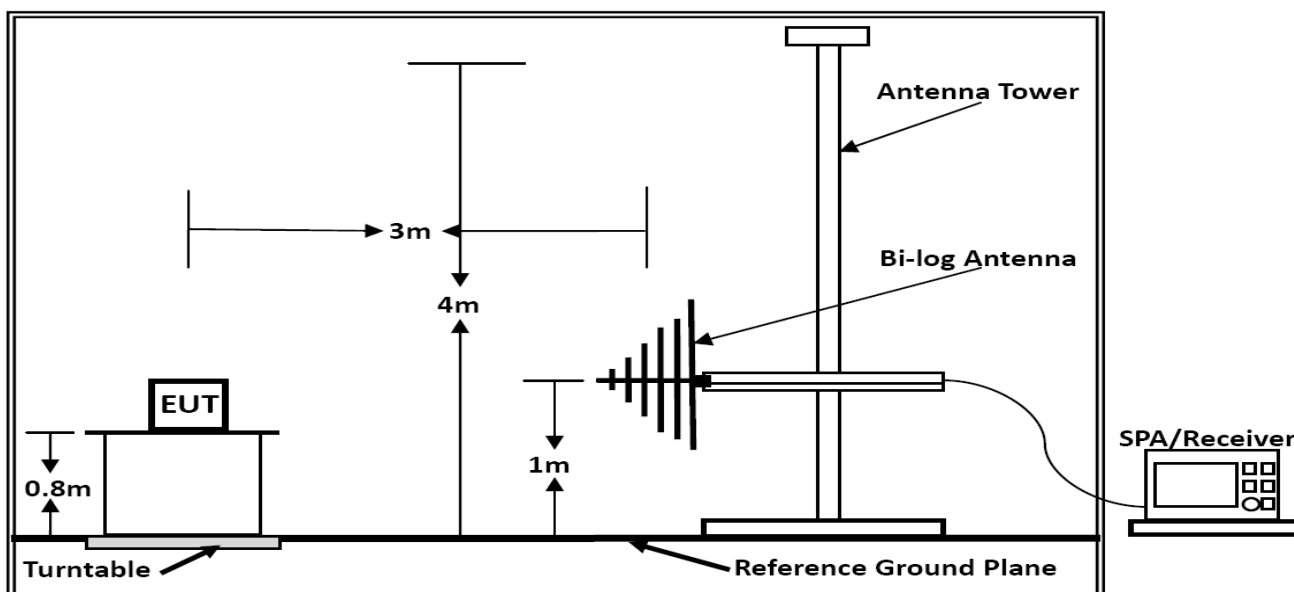 Antenna Tower
3m
Bi-log Antenna
4m
EUT
SPA/Receiver
1m
0.8m
Turntable
Reference Ground Plane